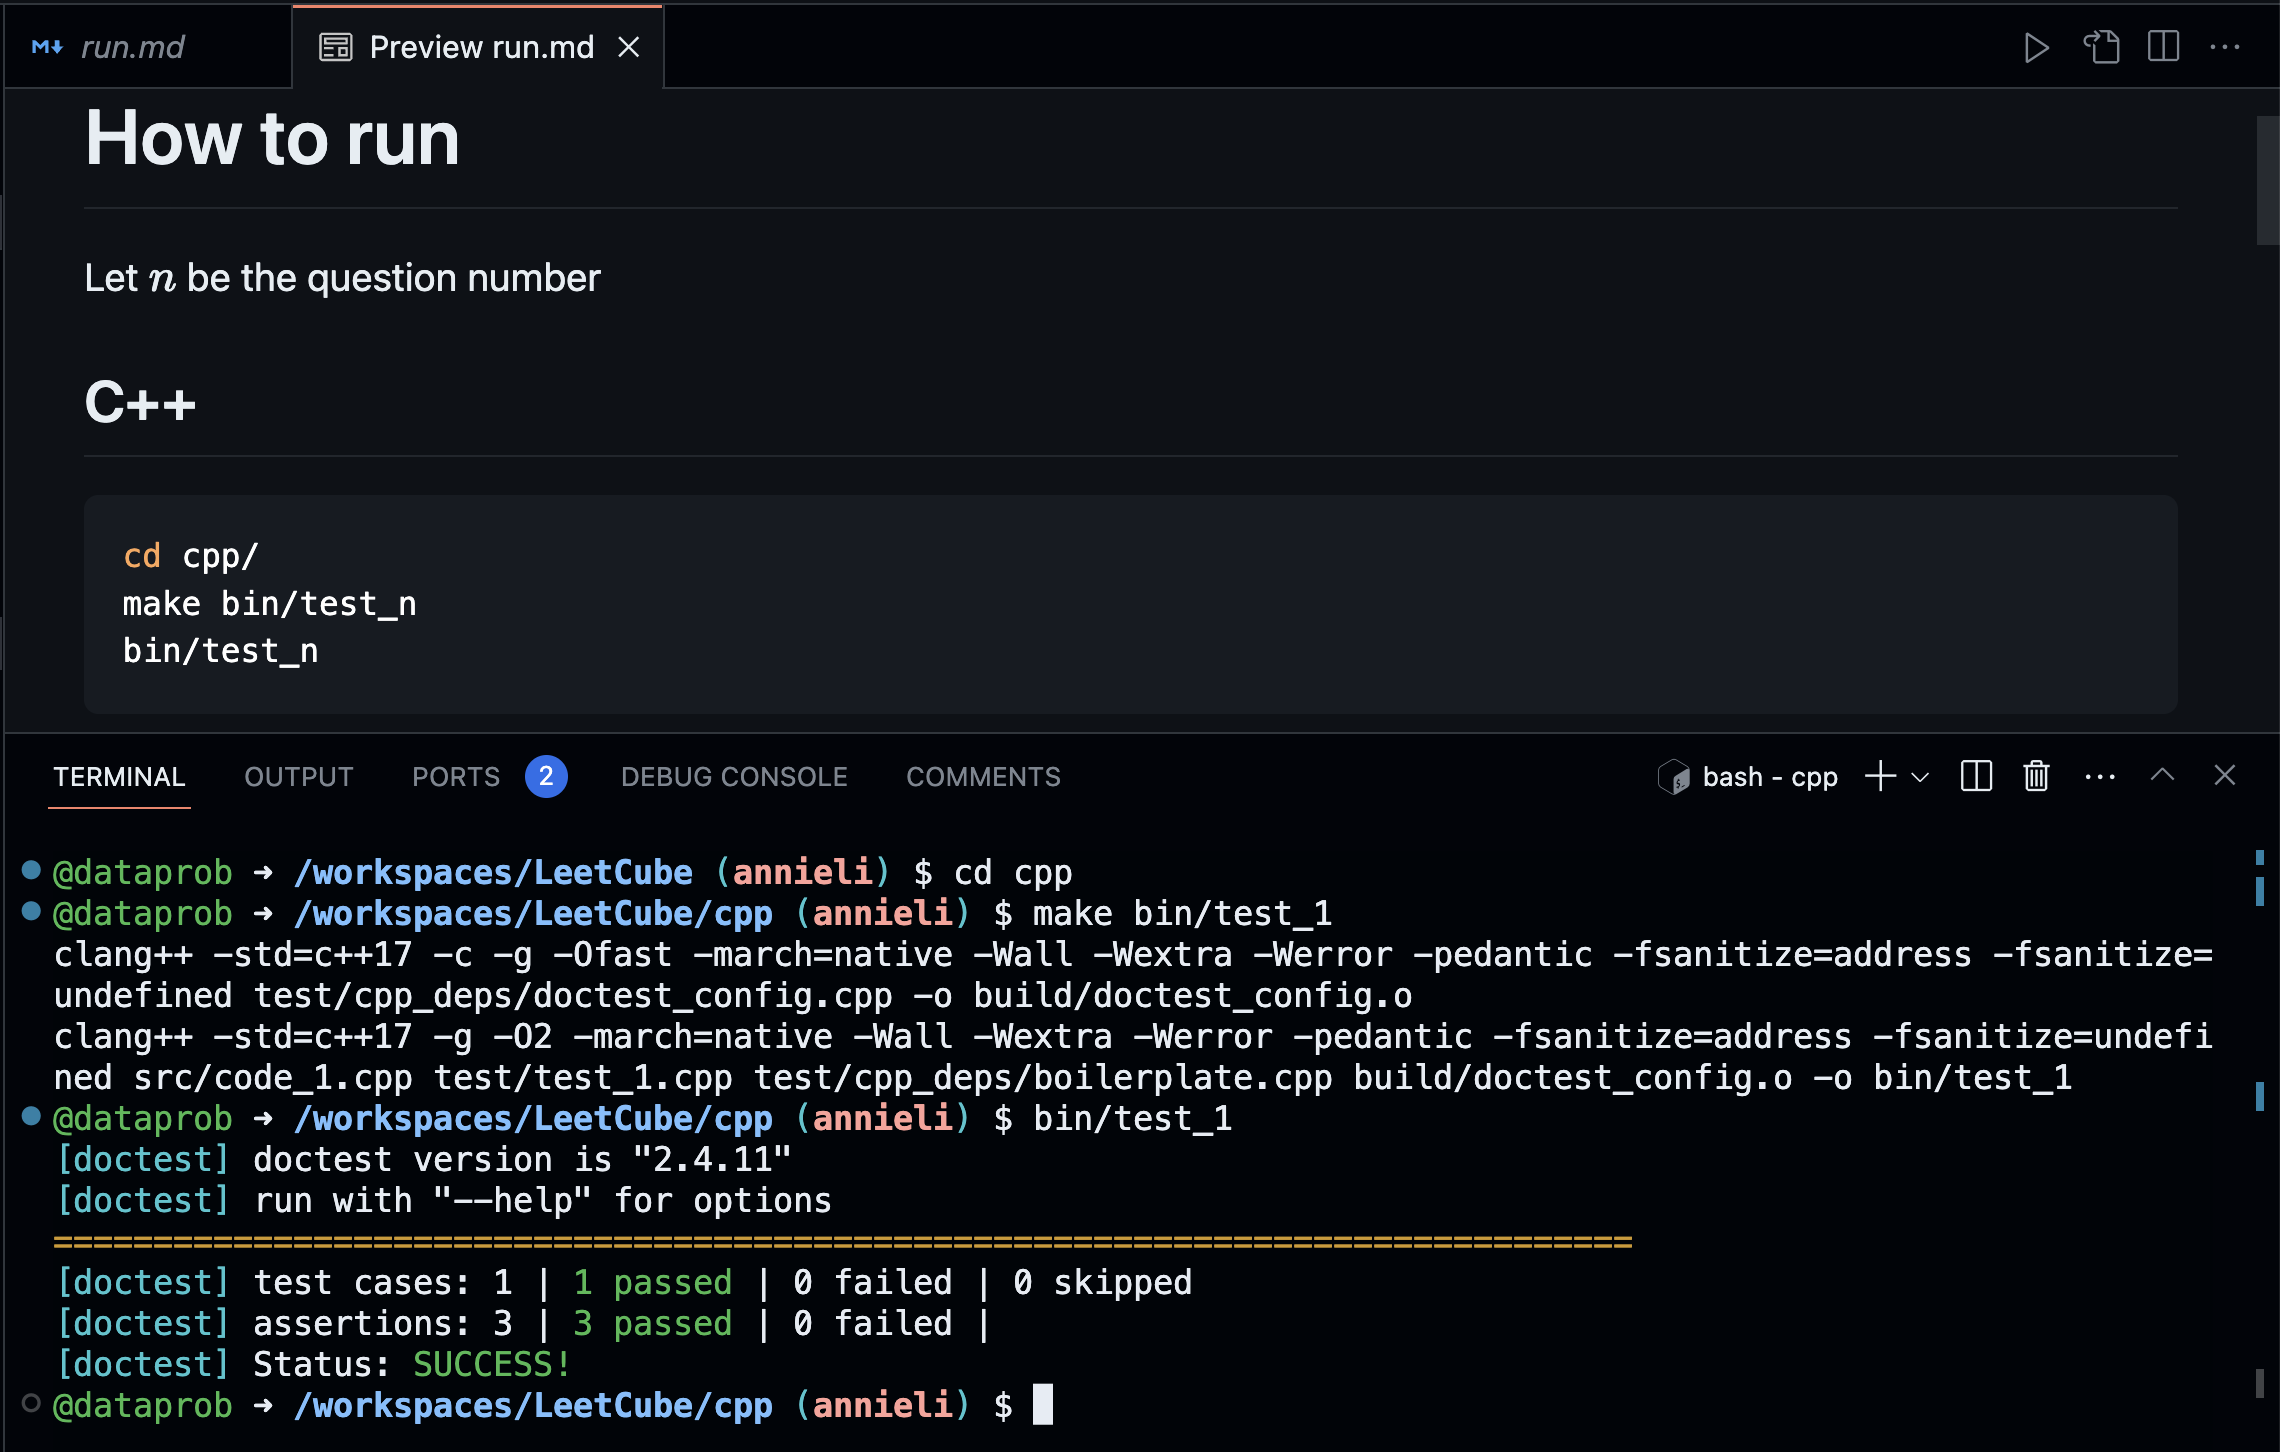 run.md
Preview run.md
How to run
Let n be the question number
C++
cd cpp/
make bin/test_n
bin/test_n
TERMINAL OUTPUT PORTS 2 DEBUG CONSOLE COMMENTS bash - cpp
@dataprob ➜ /workspaces/LeetCube (annieli) $ cd cpp
@dataprob ➜ /workspaces/LeetCube/cpp (annieli) $ make bin/test_1
clang++ -std=c++17 -c -g -Ofast -march=native -Wall -Wextra -Werror -pedantic -fsanitize=address -fsanitize=
undefined test/cpp_deps/doctest_config.cpp -o build/doctest_config.o
clang++ -std=c++17 -g -O2 -march=native -Wall -Wextra -Werror -pedantic -fsanitize=address -fsanitize=undefi
ned src/code_1.cpp test/test_1.cpp test/cpp_deps/boilerplate.cpp build/doctest_config.o -o bin/test_1
@dataprob ➜ /workspaces/LeetCube/cpp (annieli) $ bin/test_1
[doctest] doctest version is "2.4.11"
[doctest] run with "--help" for options
===============================================================================
[doctest] test cases: 1 | 1 passed | 0 failed | 0 skipped
[doctest] assertions: 3 | 3 passed | 0 failed |
[doctest] Status: SUCCESS!
@dataprob ➜ /workspaces/LeetCube/cpp (annieli) $